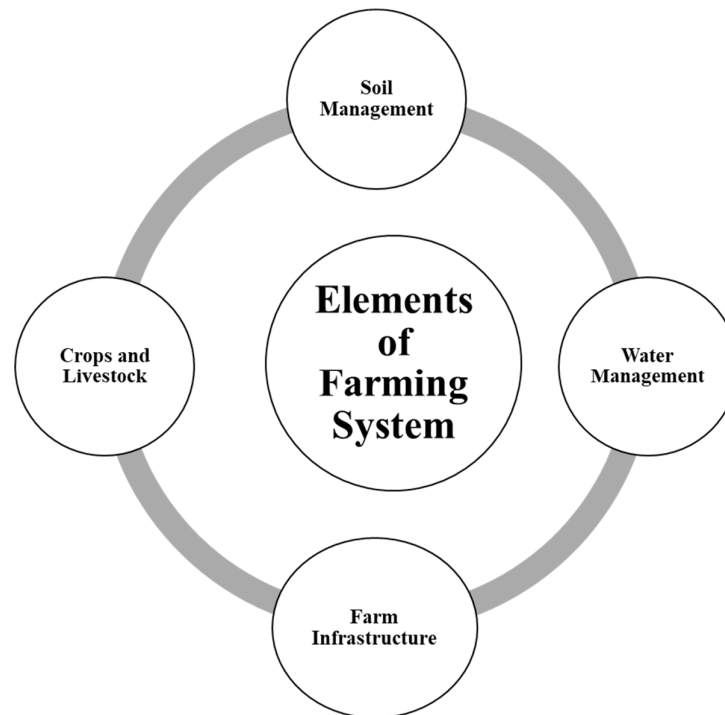 Soil
Management
Elements
of
Farming
System
Crops and
Livestock
Water
Management
Farm
Infrastructure